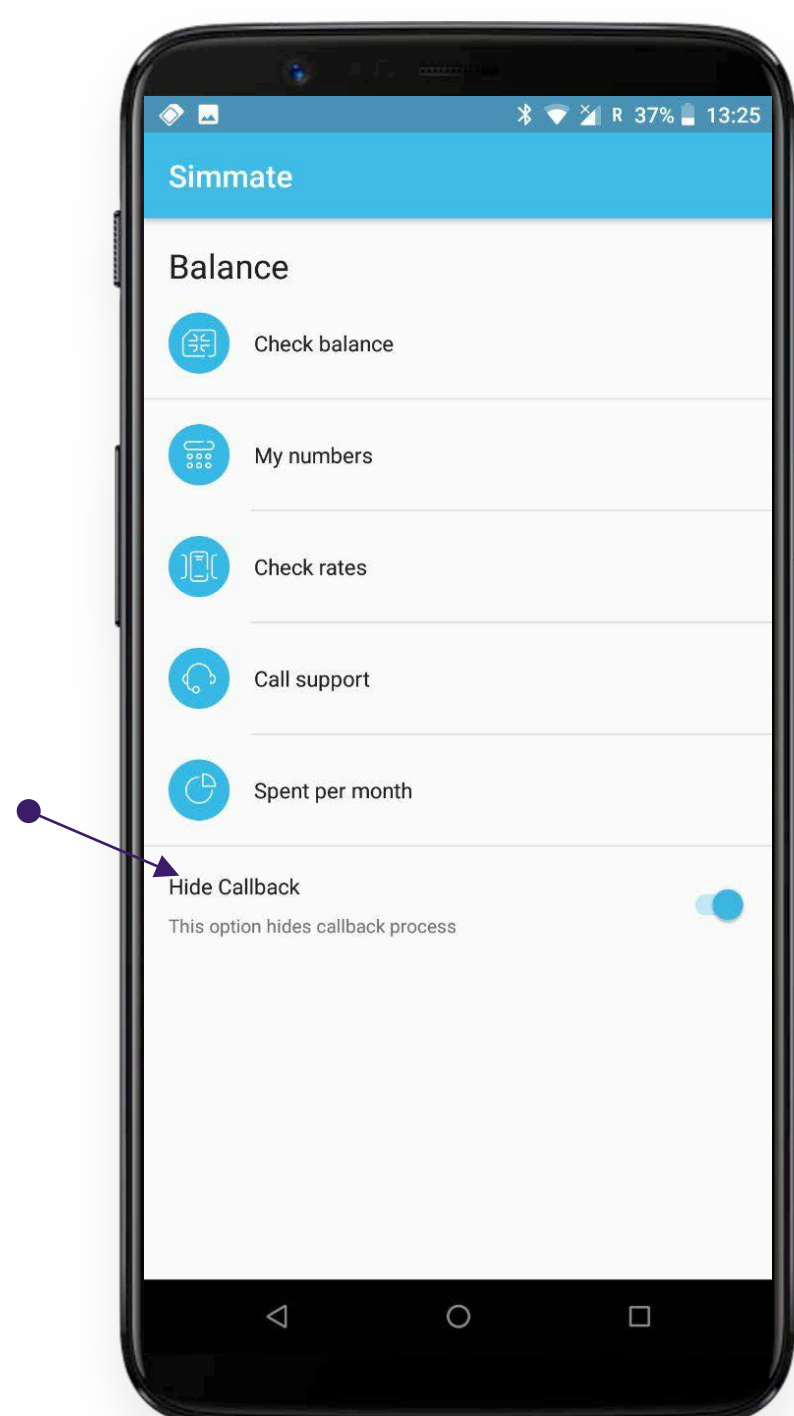 R 37% 13:25
Simmate
Balance
Check balance
My numbers
Check rates
Call support
Spent per month
Hide Callback
This option hides callback process